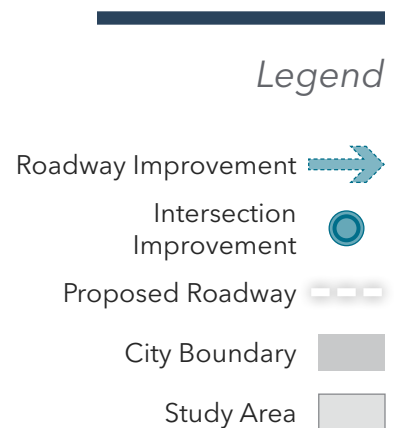 Legend
Roadway Improvement
Intersection
Improvement
Proposed Roadway
City Boundary
Study Area